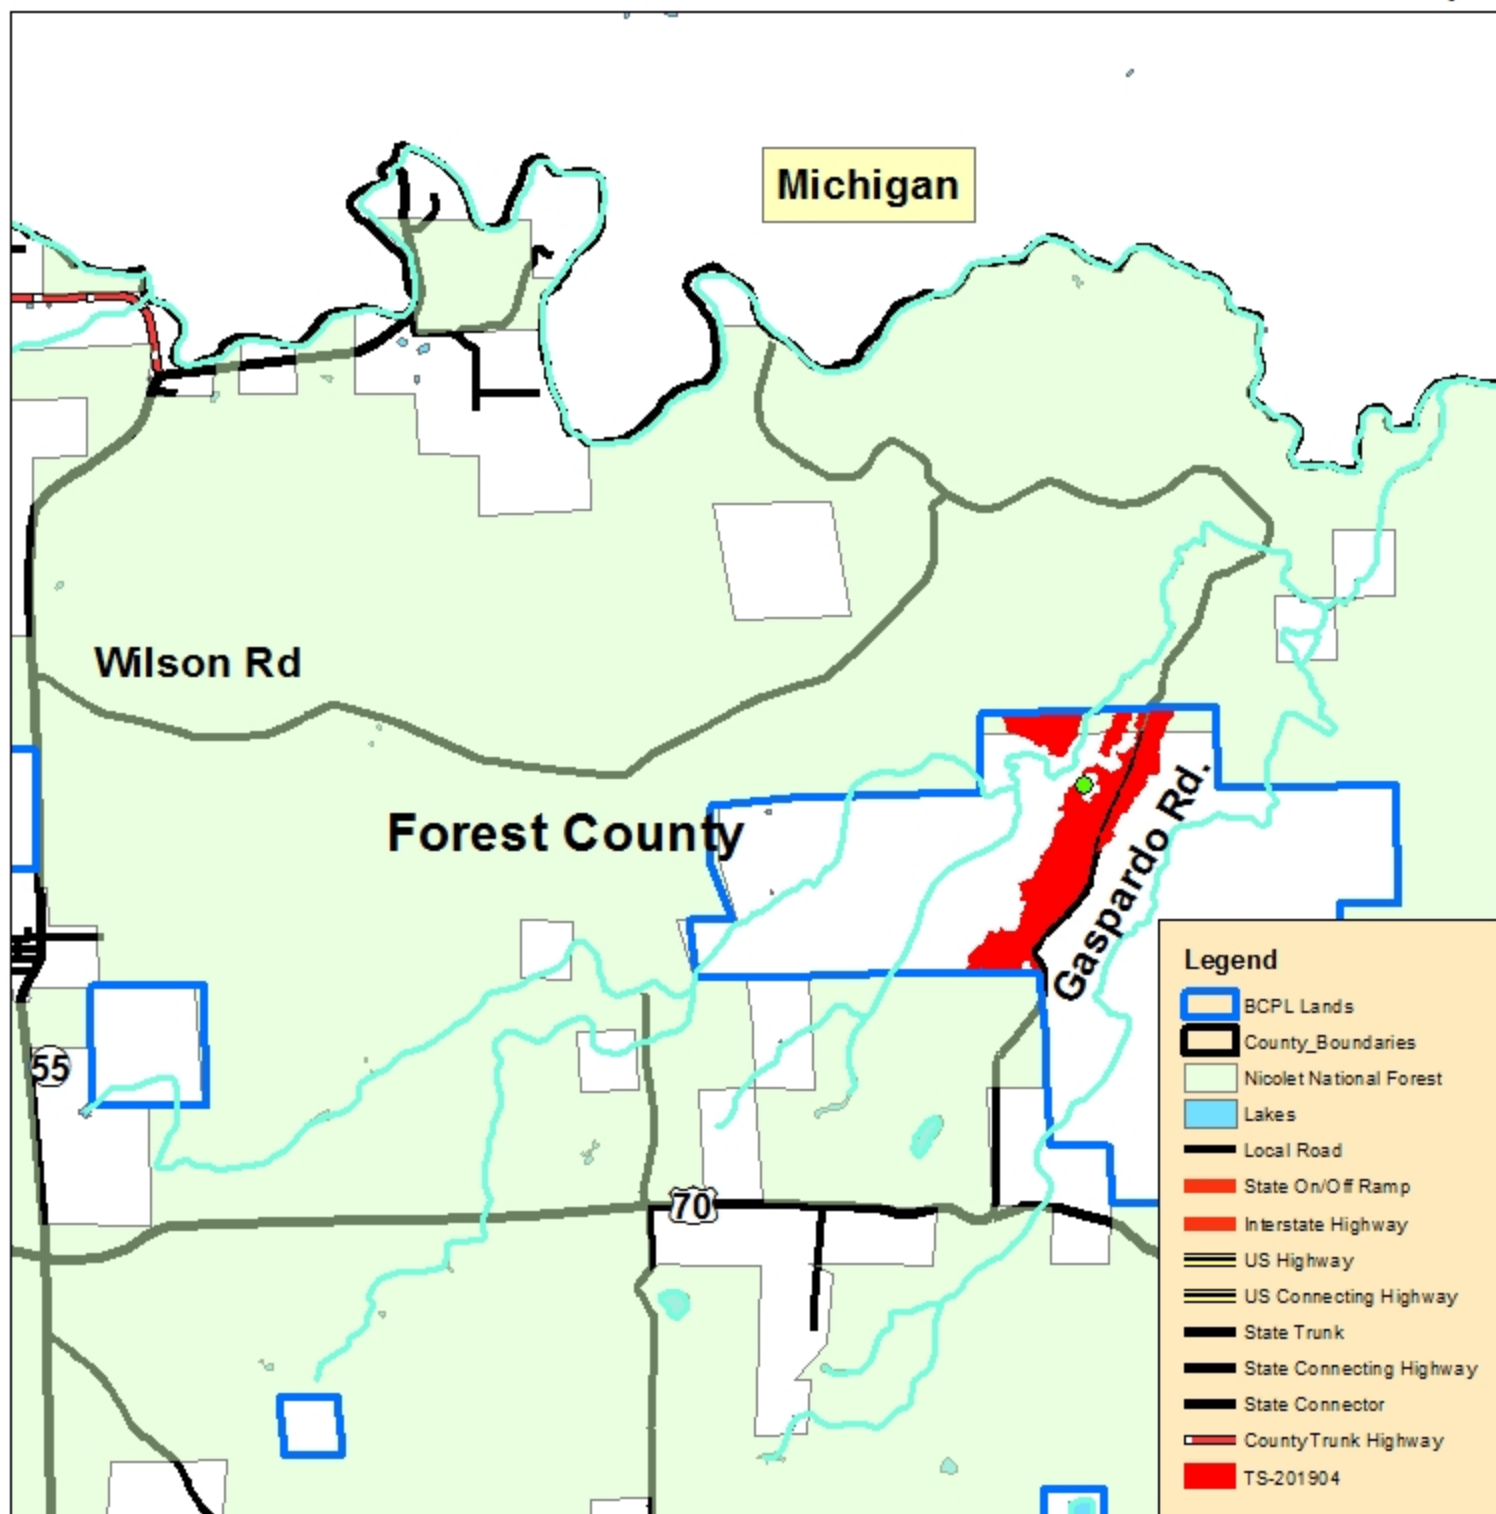 Michigan
Wilson Rd
Forest County
Gaspardo Rd.
55
70
Legend
BCPL Lands
County_Boundaries
Nicolet National Forest
Lakes
Local Road
State On/Off Ramp
Interstate Highway
US Highway
US Connecting Highway
State Trunk
State Connecting Highway
State Connector
County Trunk Highway
TS-201904